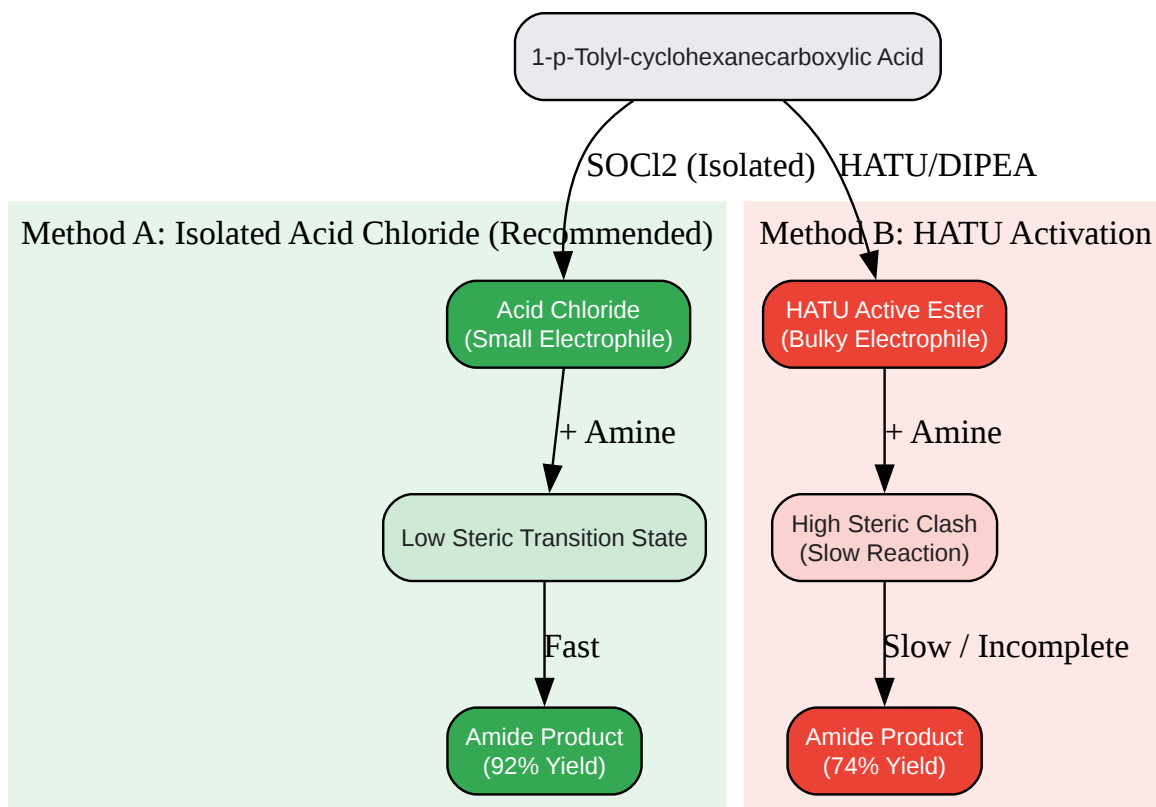 1-p-Tolyl-cyclohexanecarboxylic Acid
SOCl2 (Isolated)
HATU/DIPEA
Method A: Isolated Acid Chloride (Recommended)
Method B: HATU Activation
Acid Chloride
(Small Electrophile)
HATU Active Ester
(Bulky Electrophile)
+ Amine
+ Amine
Low Steric Transition State
High Steric Clash
(Slow Reaction)
Fast
Slow / Incomplete
Amide Product
(92% Yield)
Amide Product
(74% Yield)